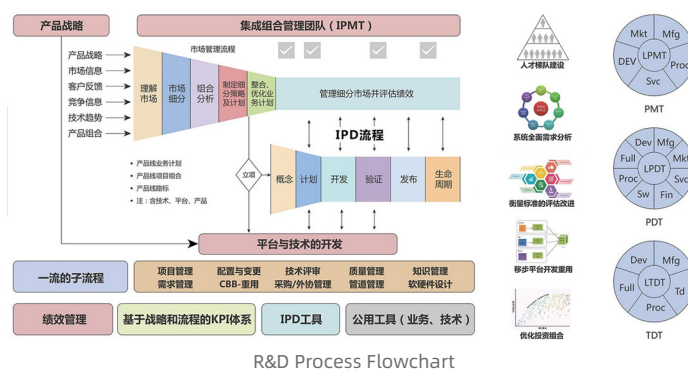 产品战略
集成组合管理团队（IPMT）
市场管理流程
产品战略
市场信息
客户反馈
竞争信息
技术趋势
产品组合
理解
市场
市场
细分
组合
分析
制定细
分策略
及计划
整合、
优化业
务计划
管理细分市场并评估绩效
IPD流程
• 产品线业务计划
• 产品线项目组合
• 产品线路标
• 注：含技术、平台、产品
立项
概念
计划
开发
验证
发布
生命
周期
平台与技术的开发
一流的子流程
项目管理
配置与变更
技术评审
质量管理
知识管理
需求管理
CBB-重用
采购/外协管理
管道管理
软硬件设计
绩效管理
基于战略和流程的KPI体系
IPD工具
公用工具（业务、技术）
人才梯队建设
系统全面需求分析
衡量标准的评估改进
移步平台开发重用
优化投资组合
Mkt
Mfg
DEV
LPMT
Proc
Svc
PMT
Dev
Mfg
Full
Mkt
LPDT
Proc
Svc
Sw
Fin
PDT
Dev
Mfg
Full
LTDT
Td
Proc
TDT
R&D Process Flowchart